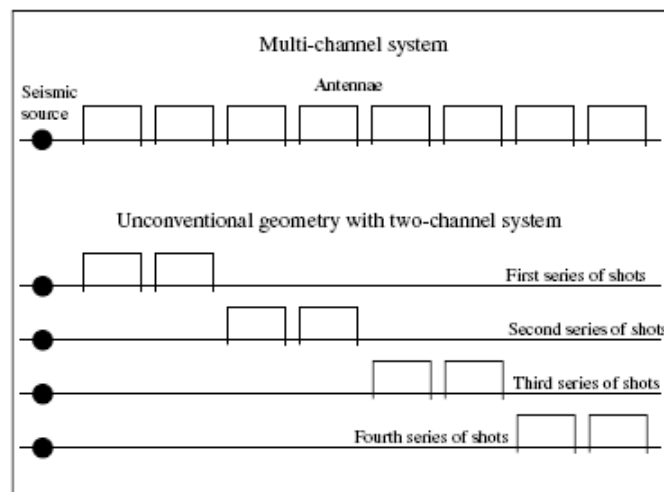 Multi-channel system
Antennae
Seismic
source
Unconventional geometry with two-channel system
First series of shots
Second series of shots
Third series of shots
Fourth series of shots